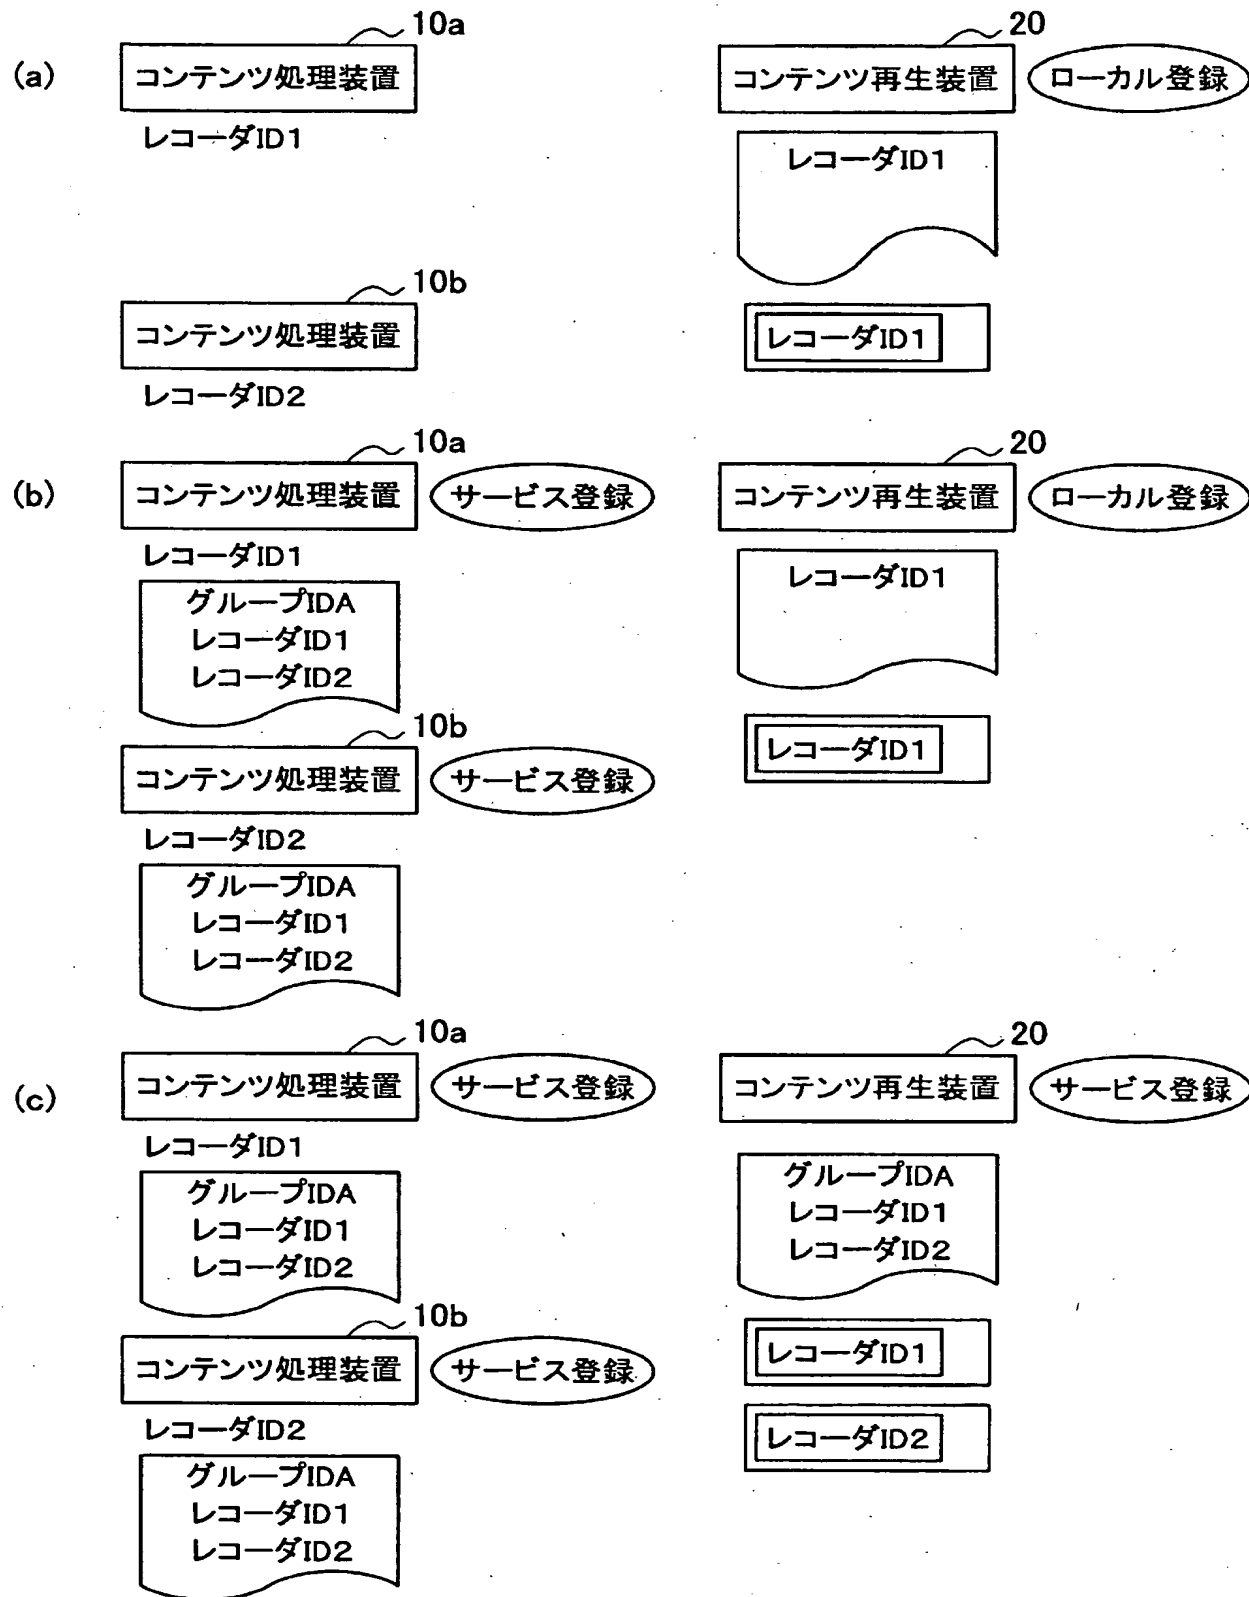 (a)
10a
コンテンツ処理装置
レコーダID1
20
コンテンツ再生装置
ローカル登録
レコーダID1
レコーダID1
10b
コンテンツ処理装置
レコーダID2
(b)
10a
コンテンツ処理装置
サービス登録
レコーダID1
グループIDA
レコーダID1
レコーダID2
20
コンテンツ再生装置
ローカル登録
レコーダID1
レコーダID1
10b
コンテンツ処理装置
サービス登録
レコーダID2
グループIDA
レコーダID1
レコーダID2
(c)
10a
コンテンツ処理装置
サービス登録
レコーダID1
グループIDA
レコーダID1
レコーダID2
20
コンテンツ再生装置
サービス登録
グループIDA
レコーダID1
レコーダID2
レコーダID1
レコーダID2
10b
コンテンツ処理装置
サービス登録
レコーダID2
グループIDA
レコーダID1
レコーダID2